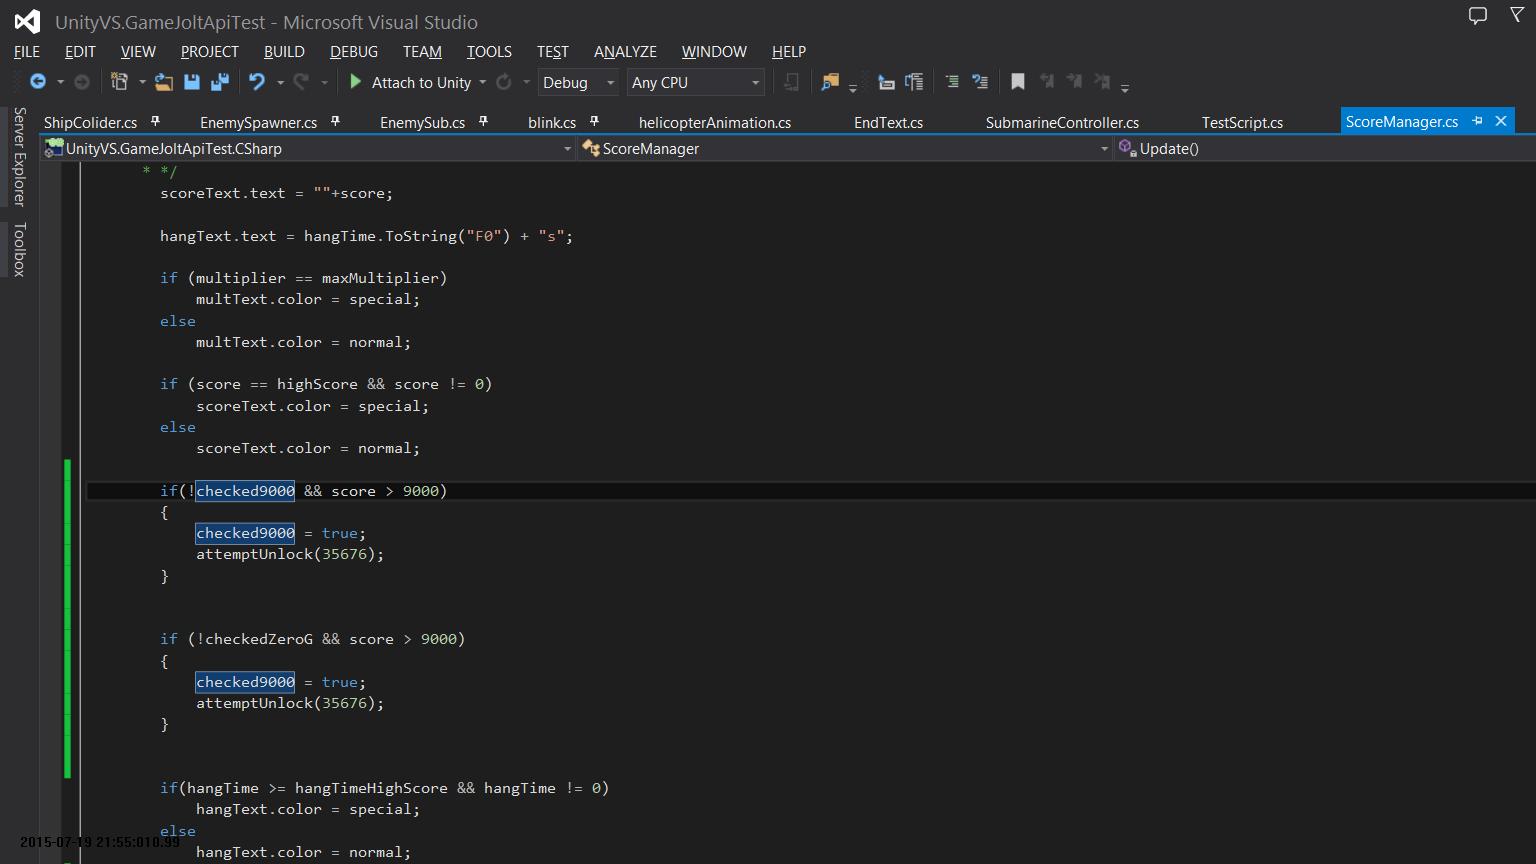 UnityVS.GameJoltApiTest - Microsoft Visual Studio
FILE EDIT VIEW PROJECT BUILD DEBUG TEAM TOOLS TEST ANALYZE WINDOW HELP
Attach to Unity Debug Any CPU
Server Explorer
Toolbox
ShipColider.cs EnemySpawner.cs EnemySub.cs blink.cs helicopterAnimation.cs EndText.cs SubmarineController.cs TestScript.cs ScoreManager.cs
UnityVS.GameJoltApiTest.CSharp ScoreManager Update()
* */
scoreText.text = ""+score;
hangText.text = hangTime.ToString("F0") + "s";
if (multiplier == maxMultiplier)
multText.color = special;
else
multText.color = normal;
if (score == highScore && score != 0)
scoreText.color = special;
else
scoreText.color = normal;
if(!checked9000 && score > 9000)
{
checked9000 = true;
attemptUnlock(35676);
}
if (!checkedZeroG && score > 9000)
{
checked9000 = true;
attemptUnlock(35676);
}
if(hangTime >= hangTimeHighScore && hangTime != 0)
hangText.color = special;
else
2015-07-19 21:55:010.99
hangText.color = normal;